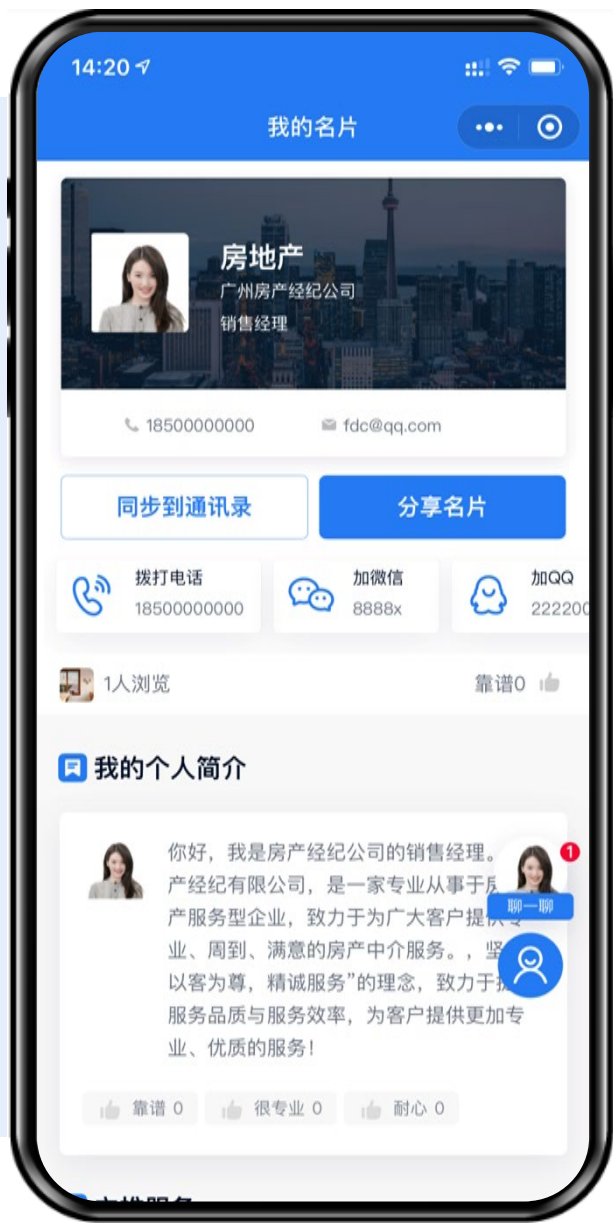 14:20
我的名片
房地产
广州房产经纪公司
销售经理
18500000000
fdc@qq.com
同步到通讯录
分享名片
拨打电话
18500000000
加微信
8888x
加QQ
222200
1人浏览
靠谱0
我的个人简介
你好，我是房产经纪公司的销售经理。
产经纪有限公司，是一家专业从事于
产服务型企业，致力于为广大客户提供专
业、周到、满意的房产中介服务。，坚
以客为尊，精诚服务”的理念，致力于
服务品质与服务效率，为客户提供更加专
业、优质的服务！
1
聊一聊
靠谱 0
很专业 0
耐心 0